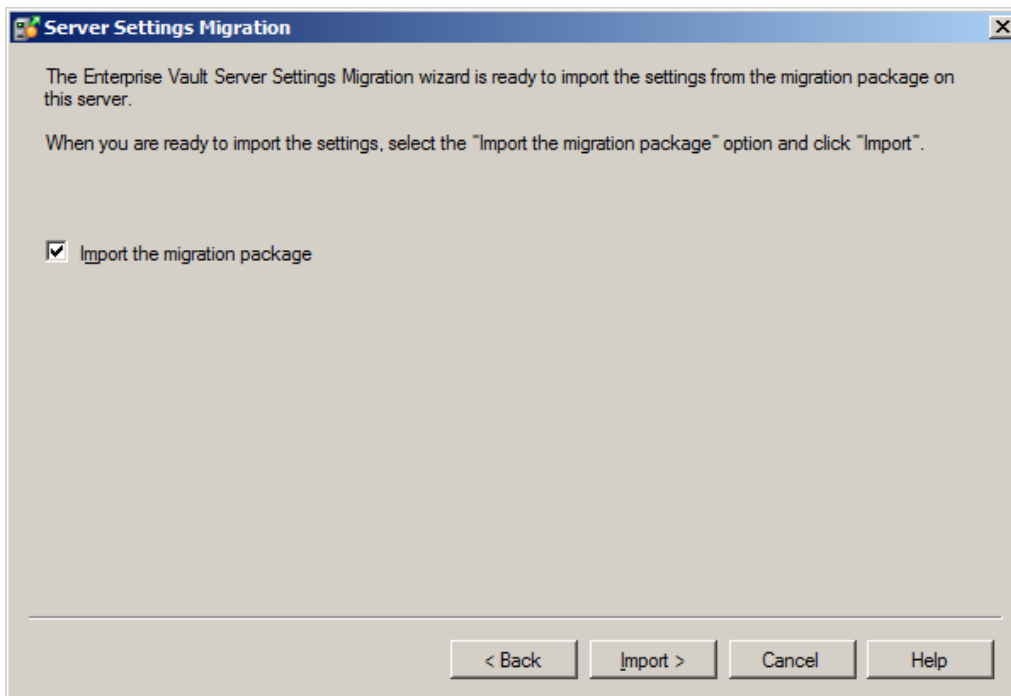 Server Settings Migration
The Enterprise Vault Server Settings Migration wizard is ready to import the settings from the migration package on
this server.
When you are ready to import the settings, select the "Import the migration package" option and click "Import".
Import the migration package
< Back Import > Cancel Help